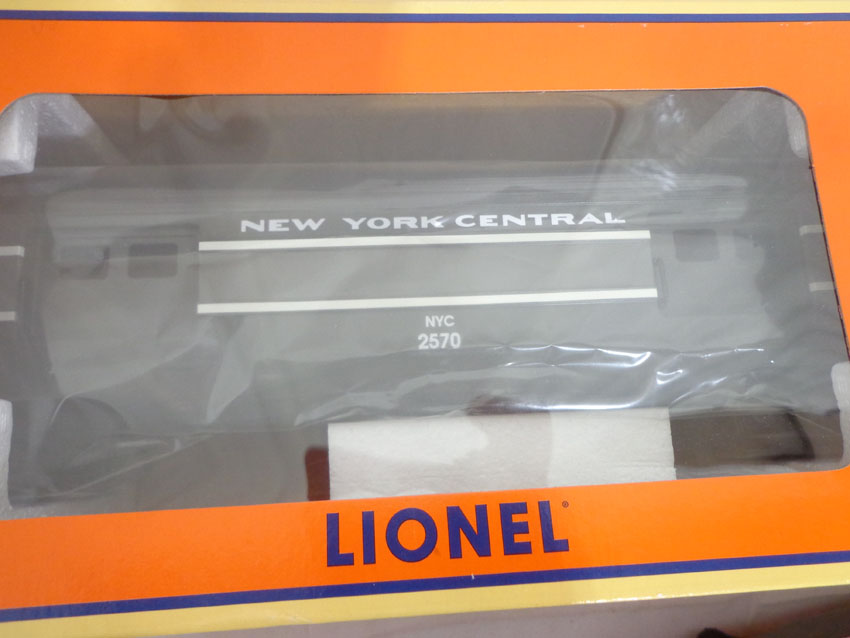 NEW YORK CENTRAL
NYC
2570
LIONEL®